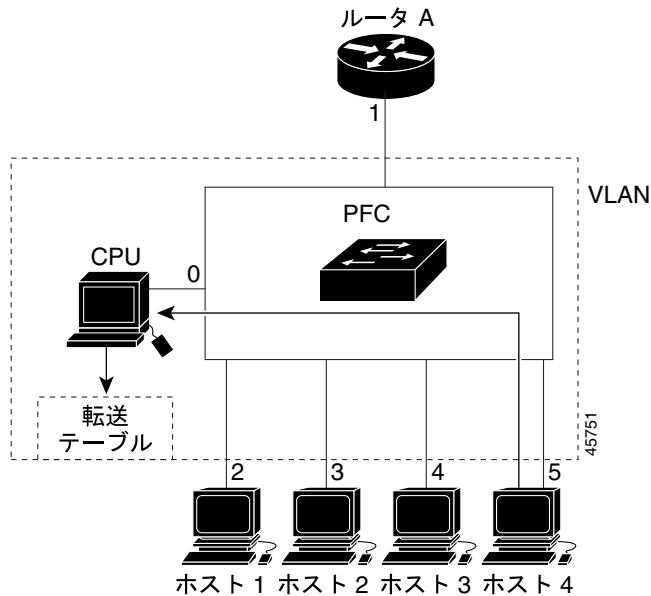 ルータ A
1
VLAN
PFC
CPU
0
転送
テーブル
45751
2
3
4
5
ホスト 1
ホスト 2
ホスト 3
ホスト 4